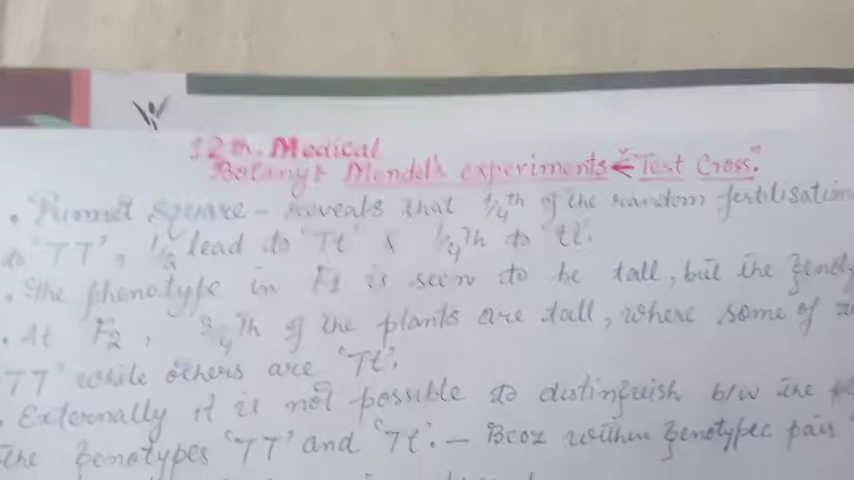 12th. Medical
Botany: Mendel's experiments ← "Test Cross."
• Punnet square - reveals that 1/4th of the random fertilisation
to 'TT', 1/2 lead to 'Tt' & 1/4th to 'tt'.
• The phenotype in F1 is seen to be tall, but the
• At F2, 3/4th of the plants are tall, where some of
TT' while others are 'Tt'.
• Externally it is not possible to distinguish b/w the
the genotypes 'TT' and 'Tt'. - Bcoz within genotypec pair